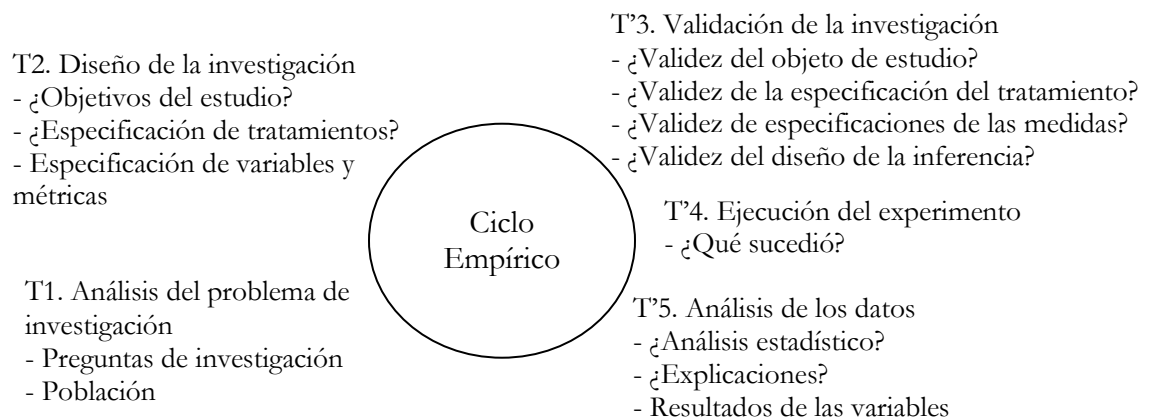 T2. Diseño de la investigación
- ¿Objetivos del estudio?
- ¿Especificación de tratamientos?
- Especificación de variables y
métricas
T'3. Validación de la investigación
- ¿Validez del objeto de estudio?
- ¿Validez de la especificación del tratamiento?
- ¿Validez de especificaciones de las medidas?
- ¿Validez del diseño de la inferencia?
Ciclo
Empírico
T'4. Ejecución del experimento
- ¿Qué sucedió?
T1. Análisis del problema de
investigación
- Preguntas de investigación
- Población
T'5. Análisis de los datos
- ¿Análisis estadístico?
- ¿Explicaciones?
- Resultados de las variables